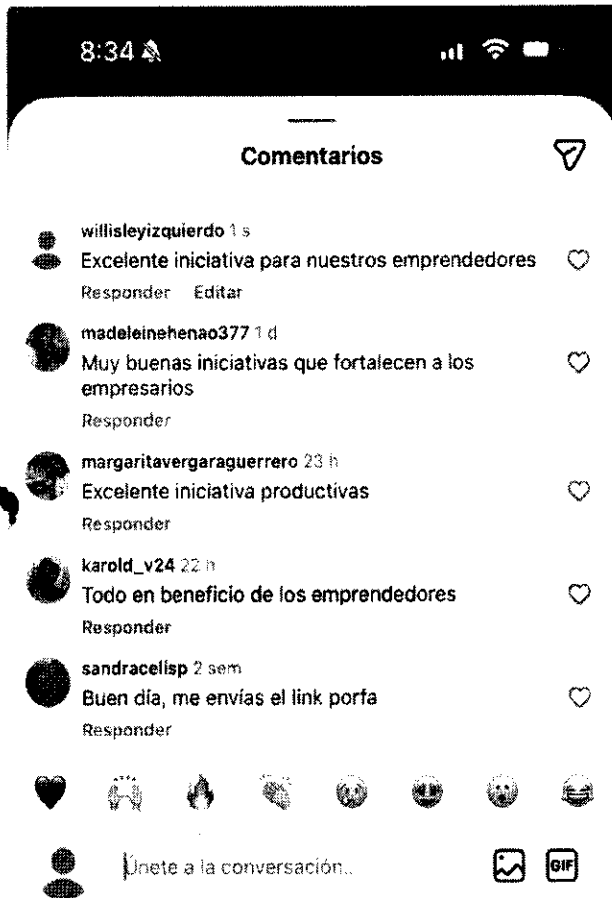 8:34
Comentarios
willisleyizquierdo 1 s
Excelente iniciativa para nuestros emprendedores
Responder Editar
madeleinehenao377 1 d
Muy buenas iniciativas que fortalecen a los
empresarios
Responder
margaritavergaraguerrero 23 h
Excelente iniciativa productivas
Responder
karold_v24 22 h
Todo en beneficio de los emprendedores
Responder
sandracelisp 2 sem
Buen día, me envías el link porfa
Responder
Únete a la conversación..
GIF